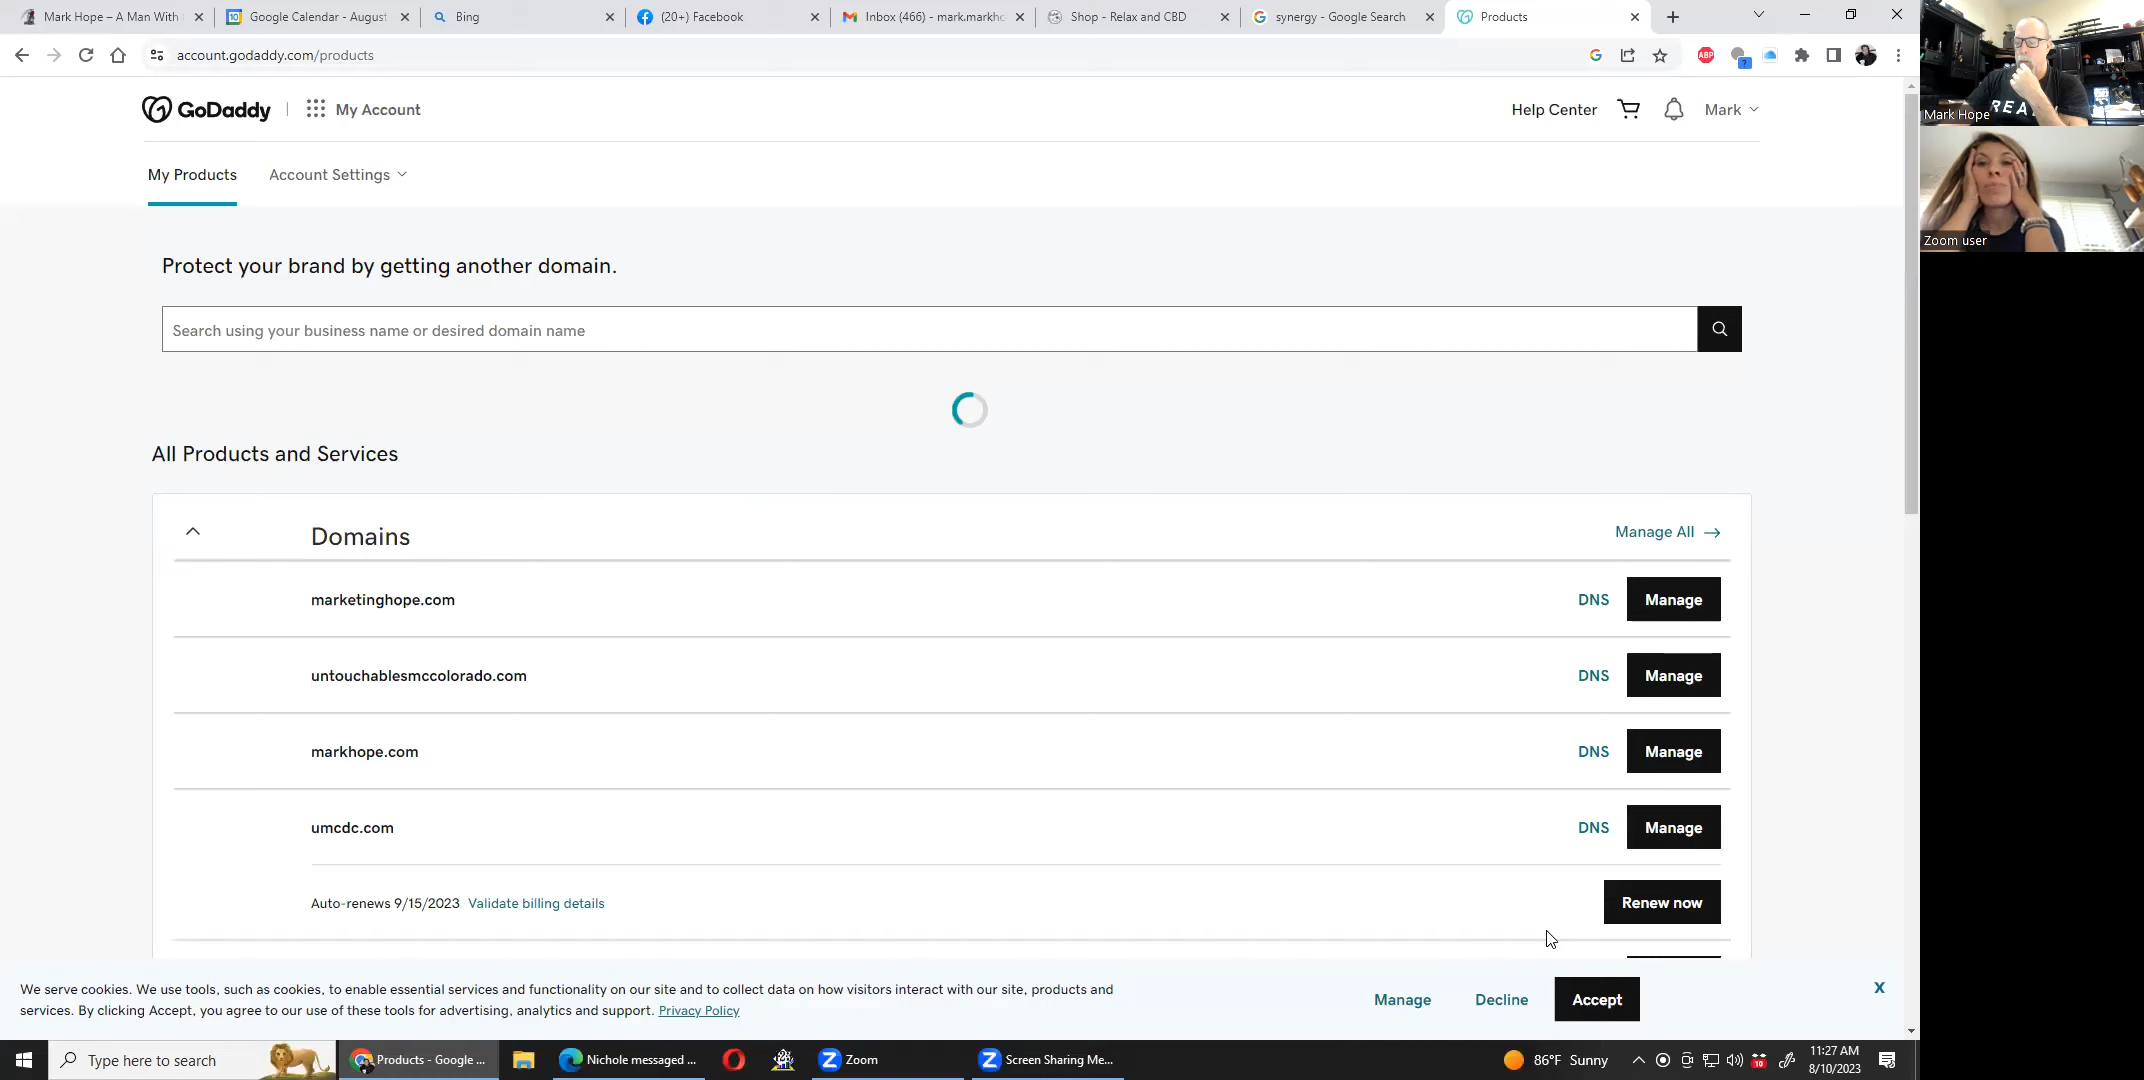 Mark Hope – A Man With
Google Calendar - August
Bing
(20+) Facebook
Inbox (466) - mark.markho
Shop - Relax and CBD
synergy - Google Search
Products
account.godaddy.com/products
ABP
GoDaddy
My Account
Help Center
Mark
My Products
Account Settings
Protect your brand by getting another domain.
Search using your business name or desired domain name
All Products and Services
Domains
Manage All
marketinghope.com
DNS
Manage
untouchablesmccolorado.com
DNS
Manage
markhope.com
DNS
Manage
umcdc.com
DNS
Manage
Auto-renews 9/15/2023 Validate billing details
Renew now
We serve cookies. We use tools, such as cookies, to enable essential services and functionality on our site and to collect data on how visitors interact with our site, products and
services. By clicking Accept, you agree to our use of these tools for advertising, analytics and support. Privacy Policy
Manage
Decline
Accept
X
Type here to search
Products - Google ...
Nichole messaged ...
Zoom
Screen Sharing Me...
86°F Sunny
10
11:27 AM
8/10/2023
REA
Mark Hope
Zoom user